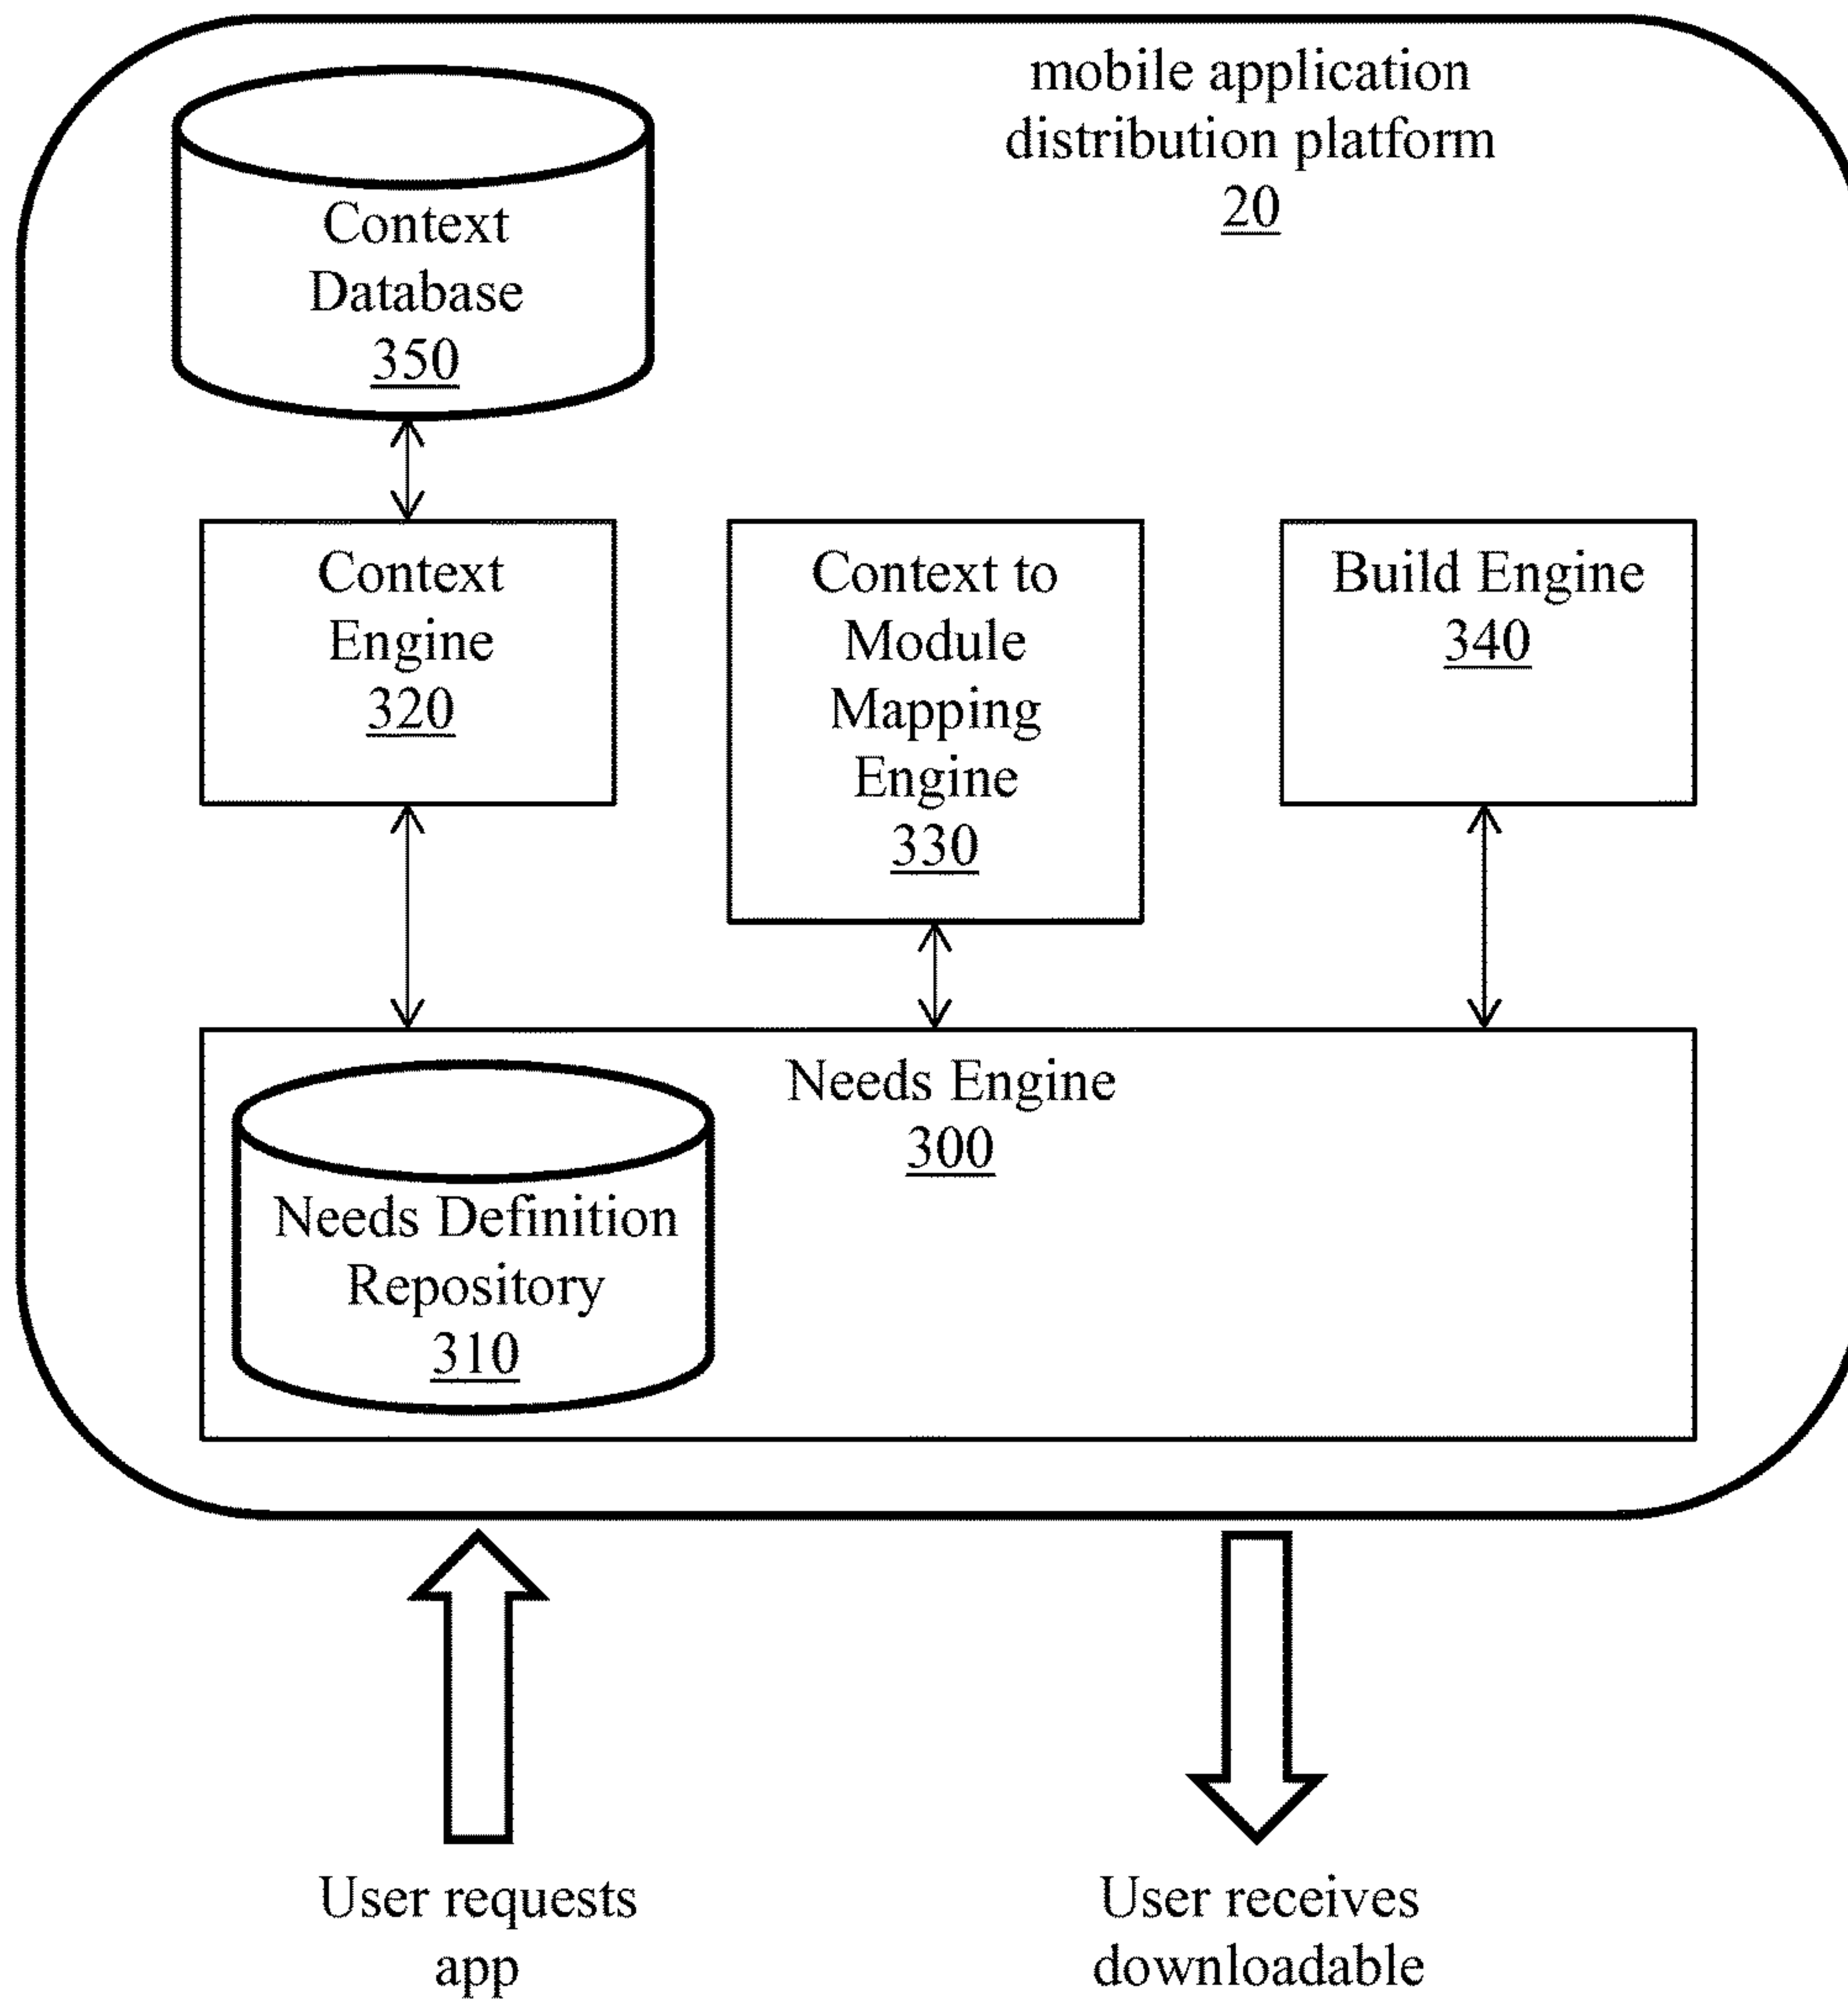 mobile application
distribution platform
20
Context
Database
350
Context
Engine
320
Context to
Module
Mapping
Engine
330
Build Engine
340
Needs Engine
300
Needs Definition
Repository
310
User requests
app
User receives
downloadable